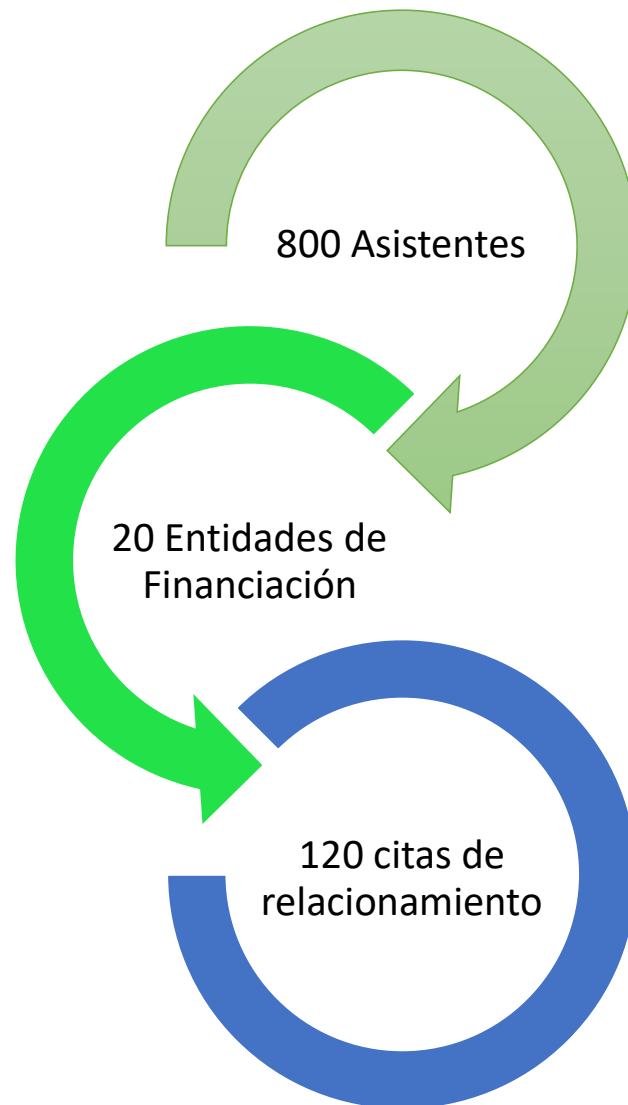 800 Asistentes
20 Entidades de
Financiación
120 citas de
relacionamiento